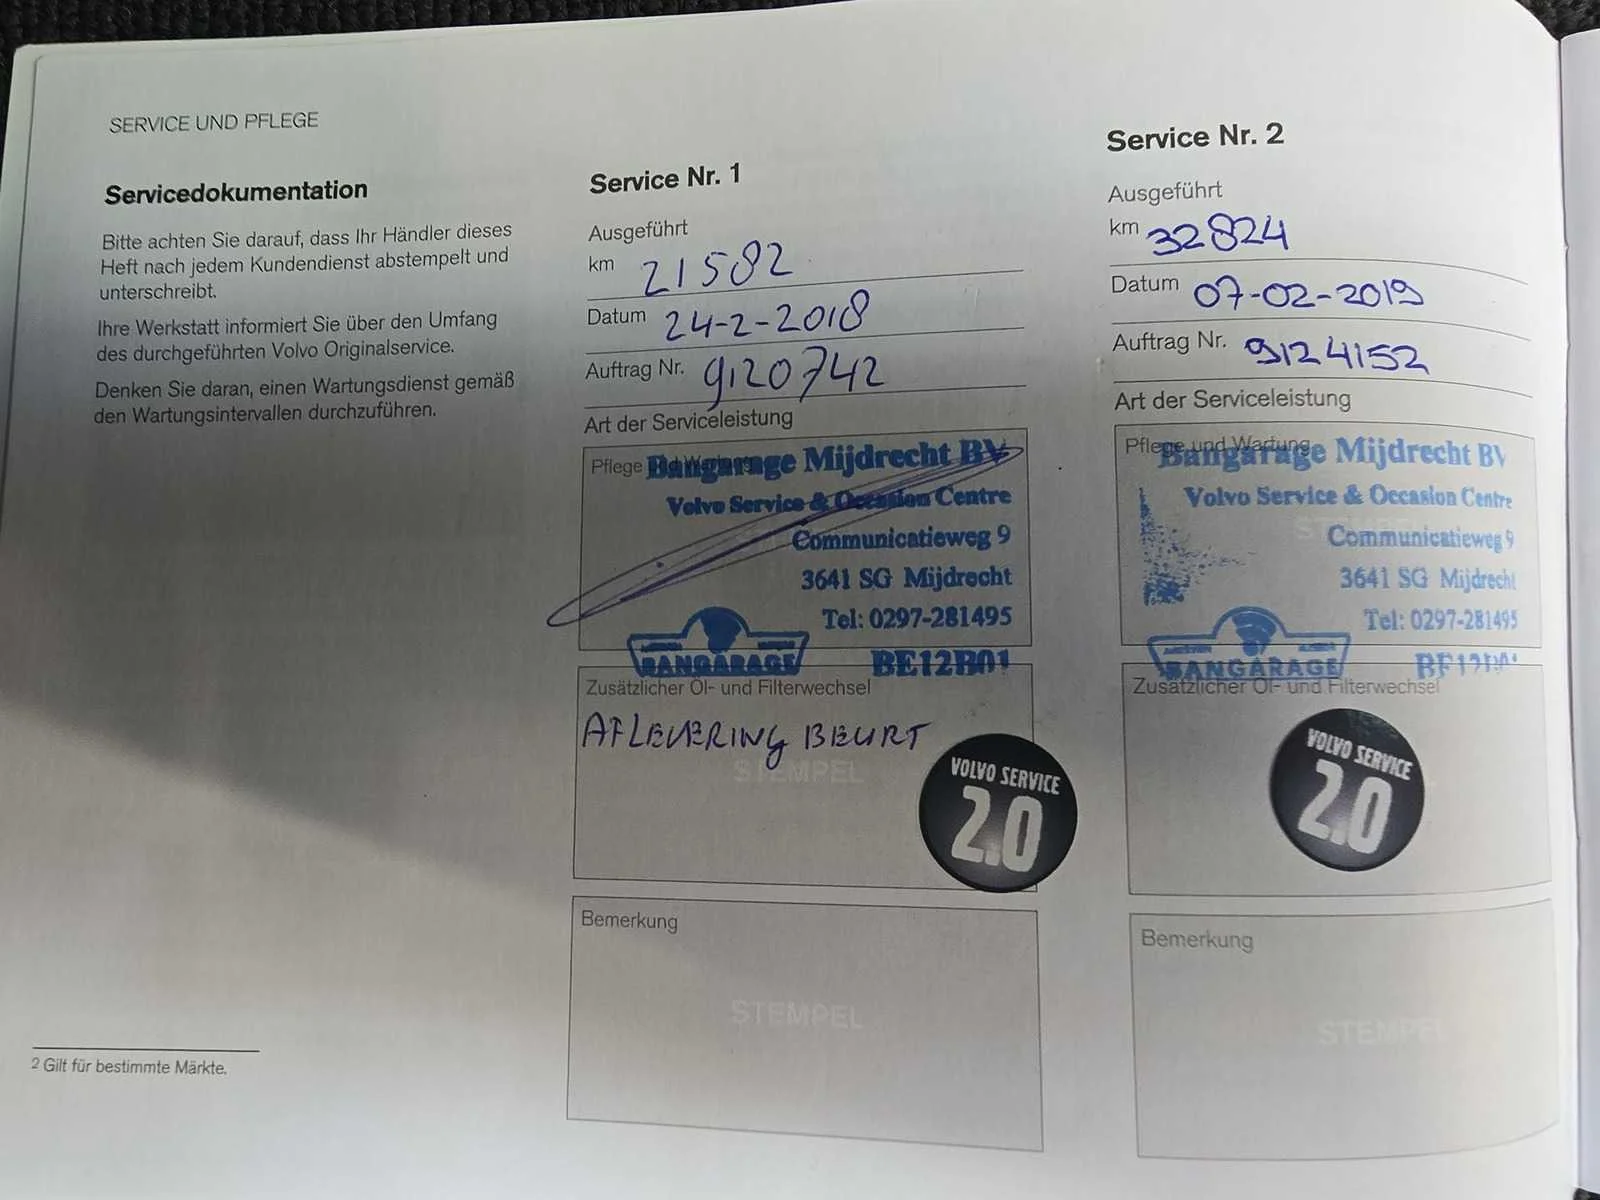 SERVICE UND PFLEGE
Servicedokumentation
Bitte achten Sie darauf, dass Ihr Händler dieses
Heft nach jedem Kundendienst abstempelt und
unterschreibt.
Ihre Werkstatt informiert Sie über den Umfang
des durchgeführten Volvo Originalservice.
Denken Sie daran, einen Wartungsdienst gemäß
den Wartungsintervallen durchzuführen.
2 Gilt für bestimmte Märkte.
Service Nr. 1
Ausgeführt
km 21582
Datum 24-2-2018
Auftrag Nr. 9120742
Art der Serviceleistung
Pflege und Wartung
Bangarage Mijdrecht BV
Volvo Service & Occasion Centre
Communicatieweg 9
3641 SG Mijdrecht
Tel: 0297-281495
BANGARAGE BE12B01
Zusätzlicher Öl- und Filterwechsel
AFLEVERING BEURT
STEMPEL
VOLVO SERVICE
2.0
Bemerkung
STEMPEL
Service Nr. 2
Ausgeführt
km 32824
Datum 07-02-2019
Auftrag Nr. 9124152
Art der Serviceleistung
Pflege und Wartung
Bangarage Mijdrecht BV
Volvo Service & Occasion Centre
Communicatieweg 9
3641 SG Mijdrecht
Tel: 0297-281495
BANGARAGE
Zusätzlicher Öl- und Filterwechsel
VOLVO SERVICE
2.0
Bemerkung
STEMPEL